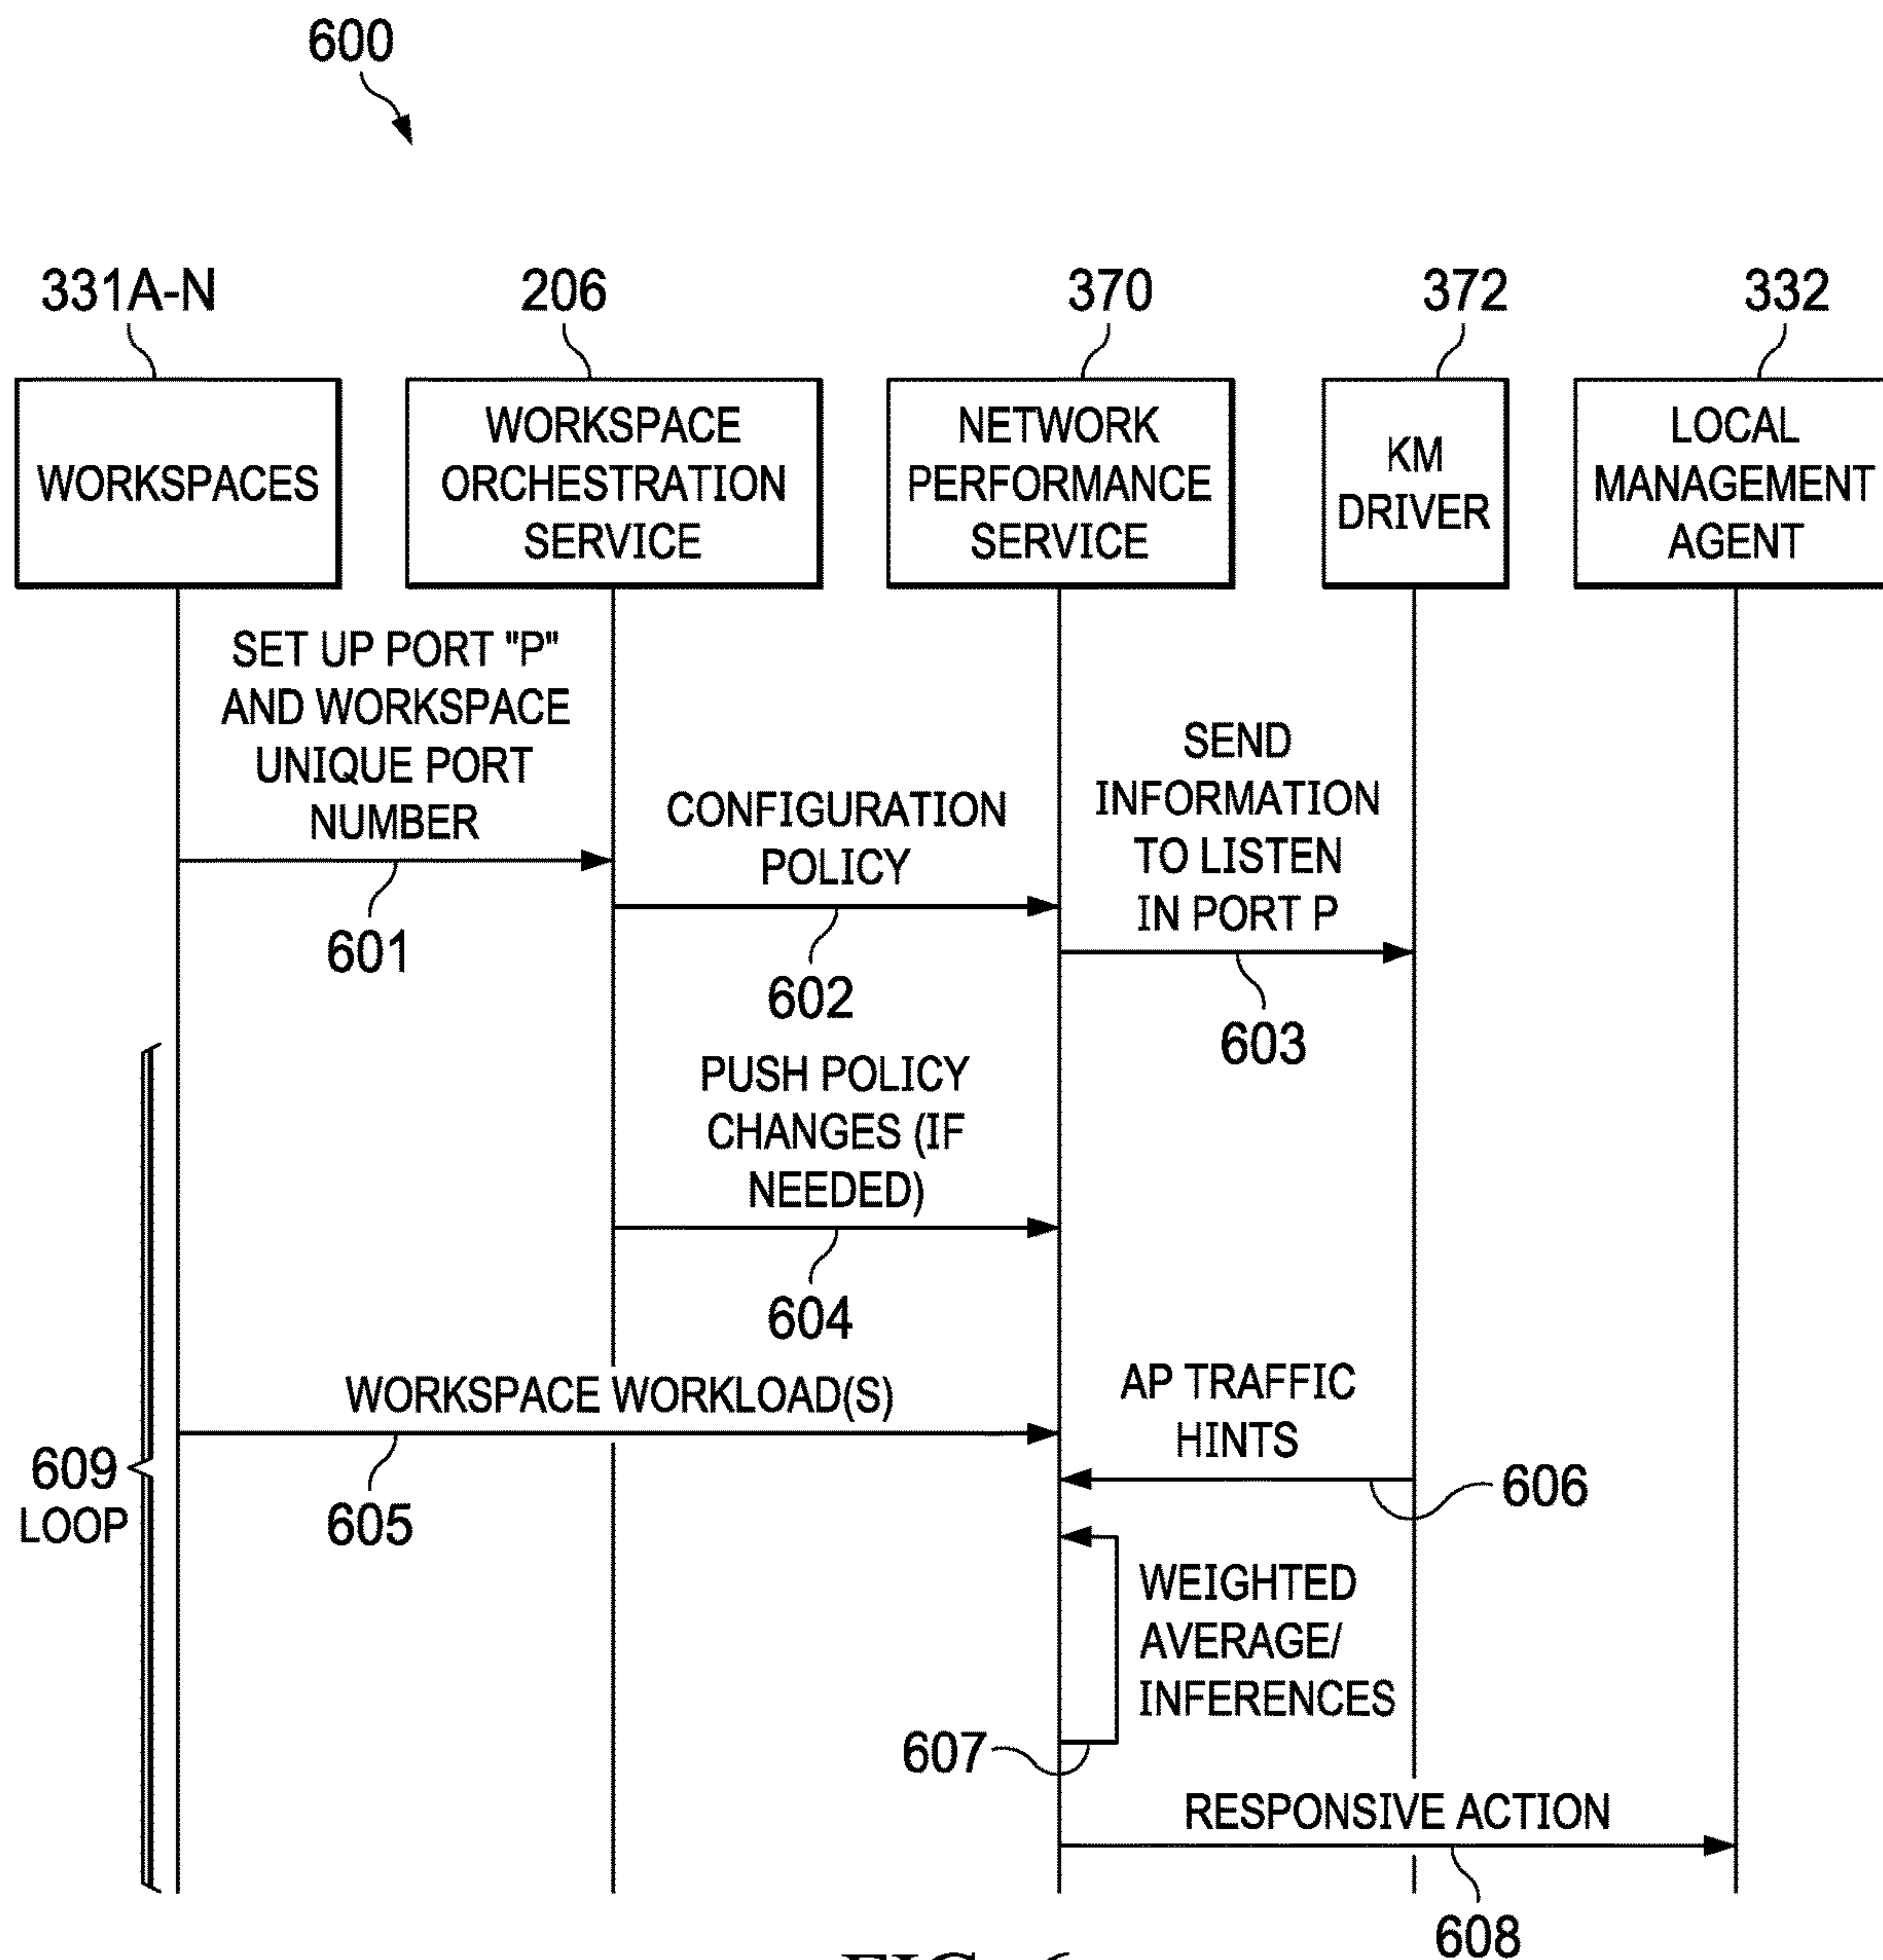 600
331A-N
206
370
372
332
WORKSPACES
WORKSPACE
ORCHESTRATION
SERVICE
NETWORK
PERFORMANCE
SERVICE
KM
DRIVER
LOCAL
MANAGEMENT
AGENT
SET UP PORT "P"
AND WORKSPACE
UNIQUE PORT
NUMBER
601
CONFIGURATION
POLICY
602
SEND
INFORMATION
TO LISTEN
IN PORT P
603
PUSH POLICY
CHANGES (IF
NEEDED)
604
609
LOOP
WORKSPACE WORKLOAD(S)
605
AP TRAFFIC
HINTS
606
WEIGHTED
AVERAGE/
INFERENCES
607
RESPONSIVE ACTION
608